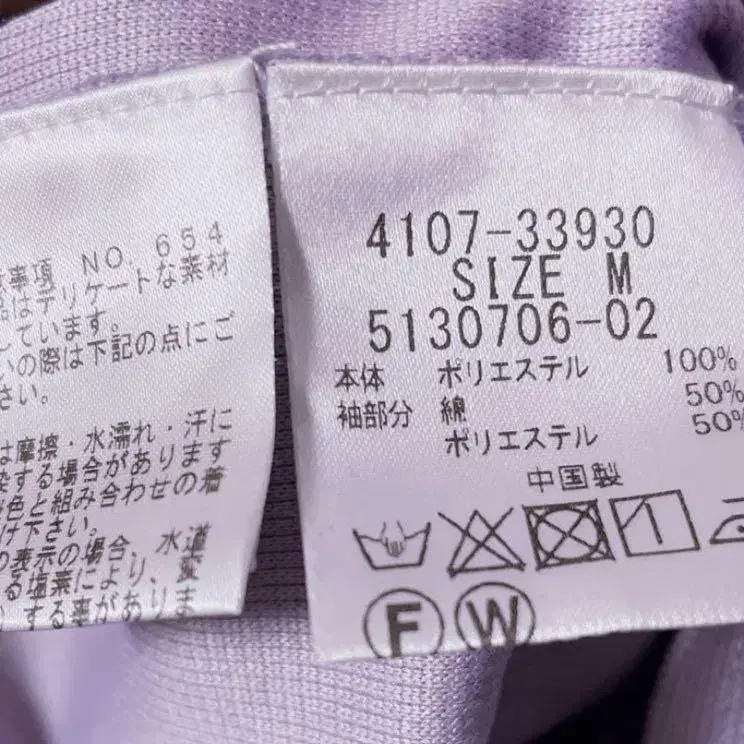 事項 NO. 654
はデリケートな素材
しています。
いの際は下記の点にご
さい。
は摩擦・水濡れ・汗に
染する場合があります
色と組み合わせの着
け下さい。
の表示の場合、水道
る塩素により、変
する事があります
4107-33930
SIZE M
5130706-02
本体 ポリエステル 100%
袖部分 綿 50%
ポリエステル 50%
中国製
F W